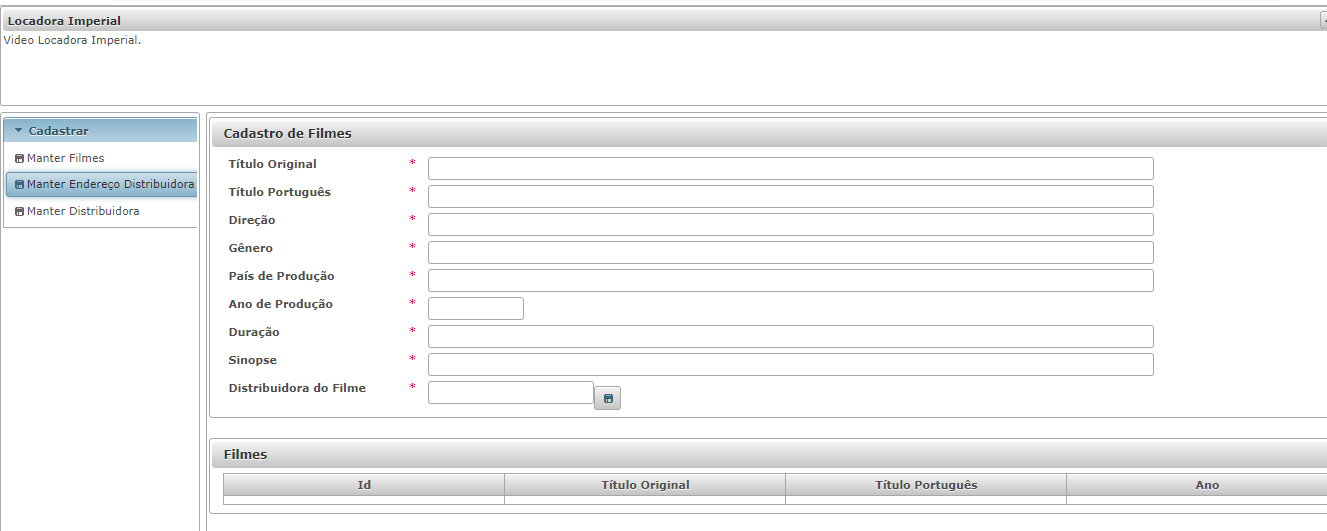 Locadora Imperial
Video Locadora Imperial.
Cadastrar
Manter Filmes
Manter Endereço Distribuidora
Manter Distribuidora
Cadastro de Filmes
Título Original *
Título Português *
Direção *
Gênero *
País de Produção *
Ano de Produção *
Duração *
Sinopse *
Distribuidora do Filme *
Filmes
Id Título Original Título Português Ano